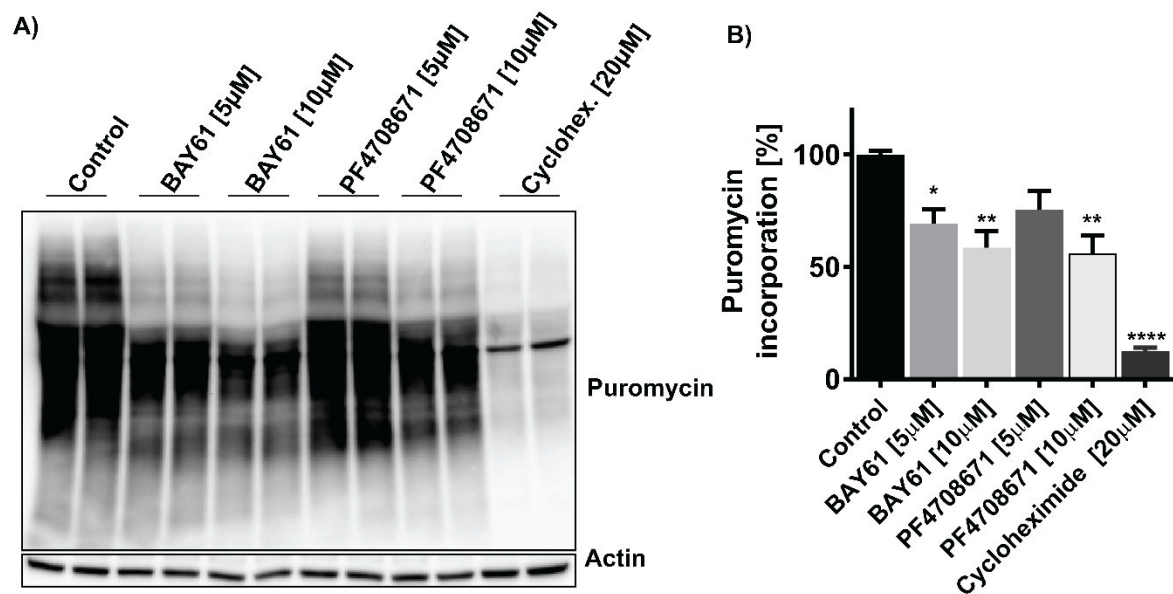 A)
Control
BAY61 [5µM]
BAY61 [10µM]
PF4708671 [5µM]
PF4708671 [10µM]
Cyclohex. [20µM]
Puromycin
Actin
B)
Puromycin
incorporation [%]
100
50
0
*
**
**
****
Control
BAY61 [5µM]
BAY61 [10µM]
PF4708671 [5µM]
PF4708671 [10µM]
Cycloheximide [20µM]